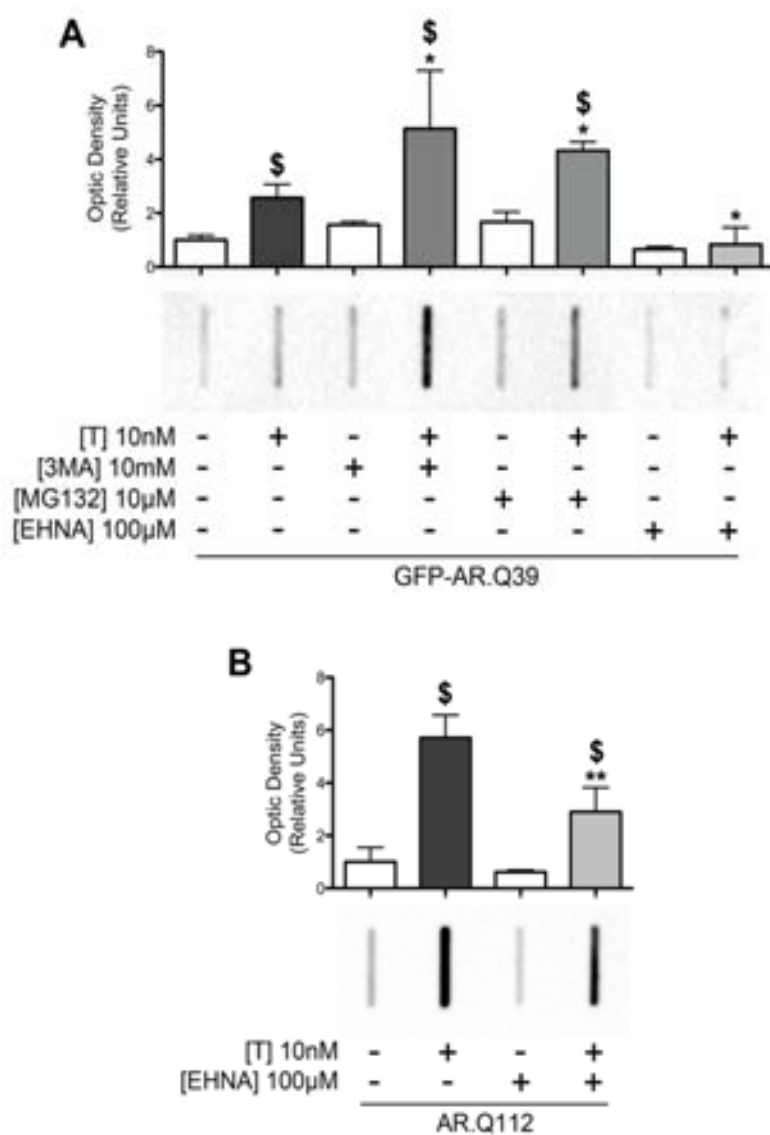 A
Optic Density
(Relative Units)
8
6
4
2
0
$
$
*
$
*
*
[T] 10nM - + - + - + - +
[3MA] 10mM - - + + - - - -
[MG132] 10µM - - - - + + - -
[EHNA] 100µM - - - - - - + +
GFP-AR.Q39
B
Optic Density
(Relative Units)
8
6
4
2
0
$
$
**
[T] 10nM - + - +
[EHNA] 100µM - - + +
AR.Q112